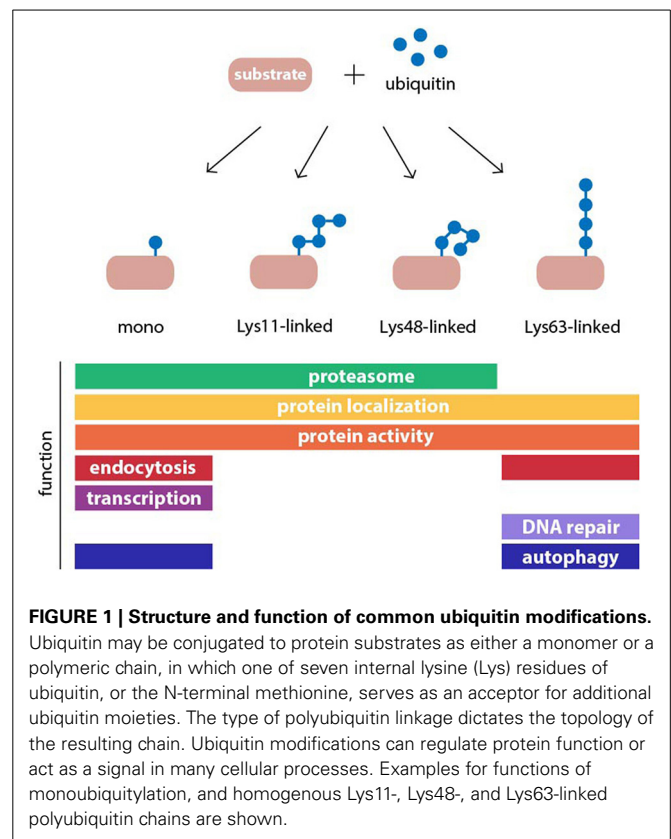 substrate
+
ubiquitin
mono
Lys11-linked
Lys48-linked
Lys63-linked
function
proteasome
protein localization
protein activity
endocytosis
transcription
DNA repair
autophagy
FIGURE 1 | Structure and function of common ubiquitin modifications.
Ubiquitin may be conjugated to protein substrates as either a monomer or a
polymeric chain, in which one of seven internal lysine (Lys) residues of
ubiquitin, or the N-terminal methionine, serves as an acceptor for additional
ubiquitin moieties. The type of polyubiquitin linkage dictates the topology of
the resulting chain. Ubiquitin modifications can regulate protein function or
act as a signal in many cellular processes. Examples for functions of
monoubiquitylation, and homogenous Lys11-, Lys48-, and Lys63-linked
polyubiquitin chains are shown.